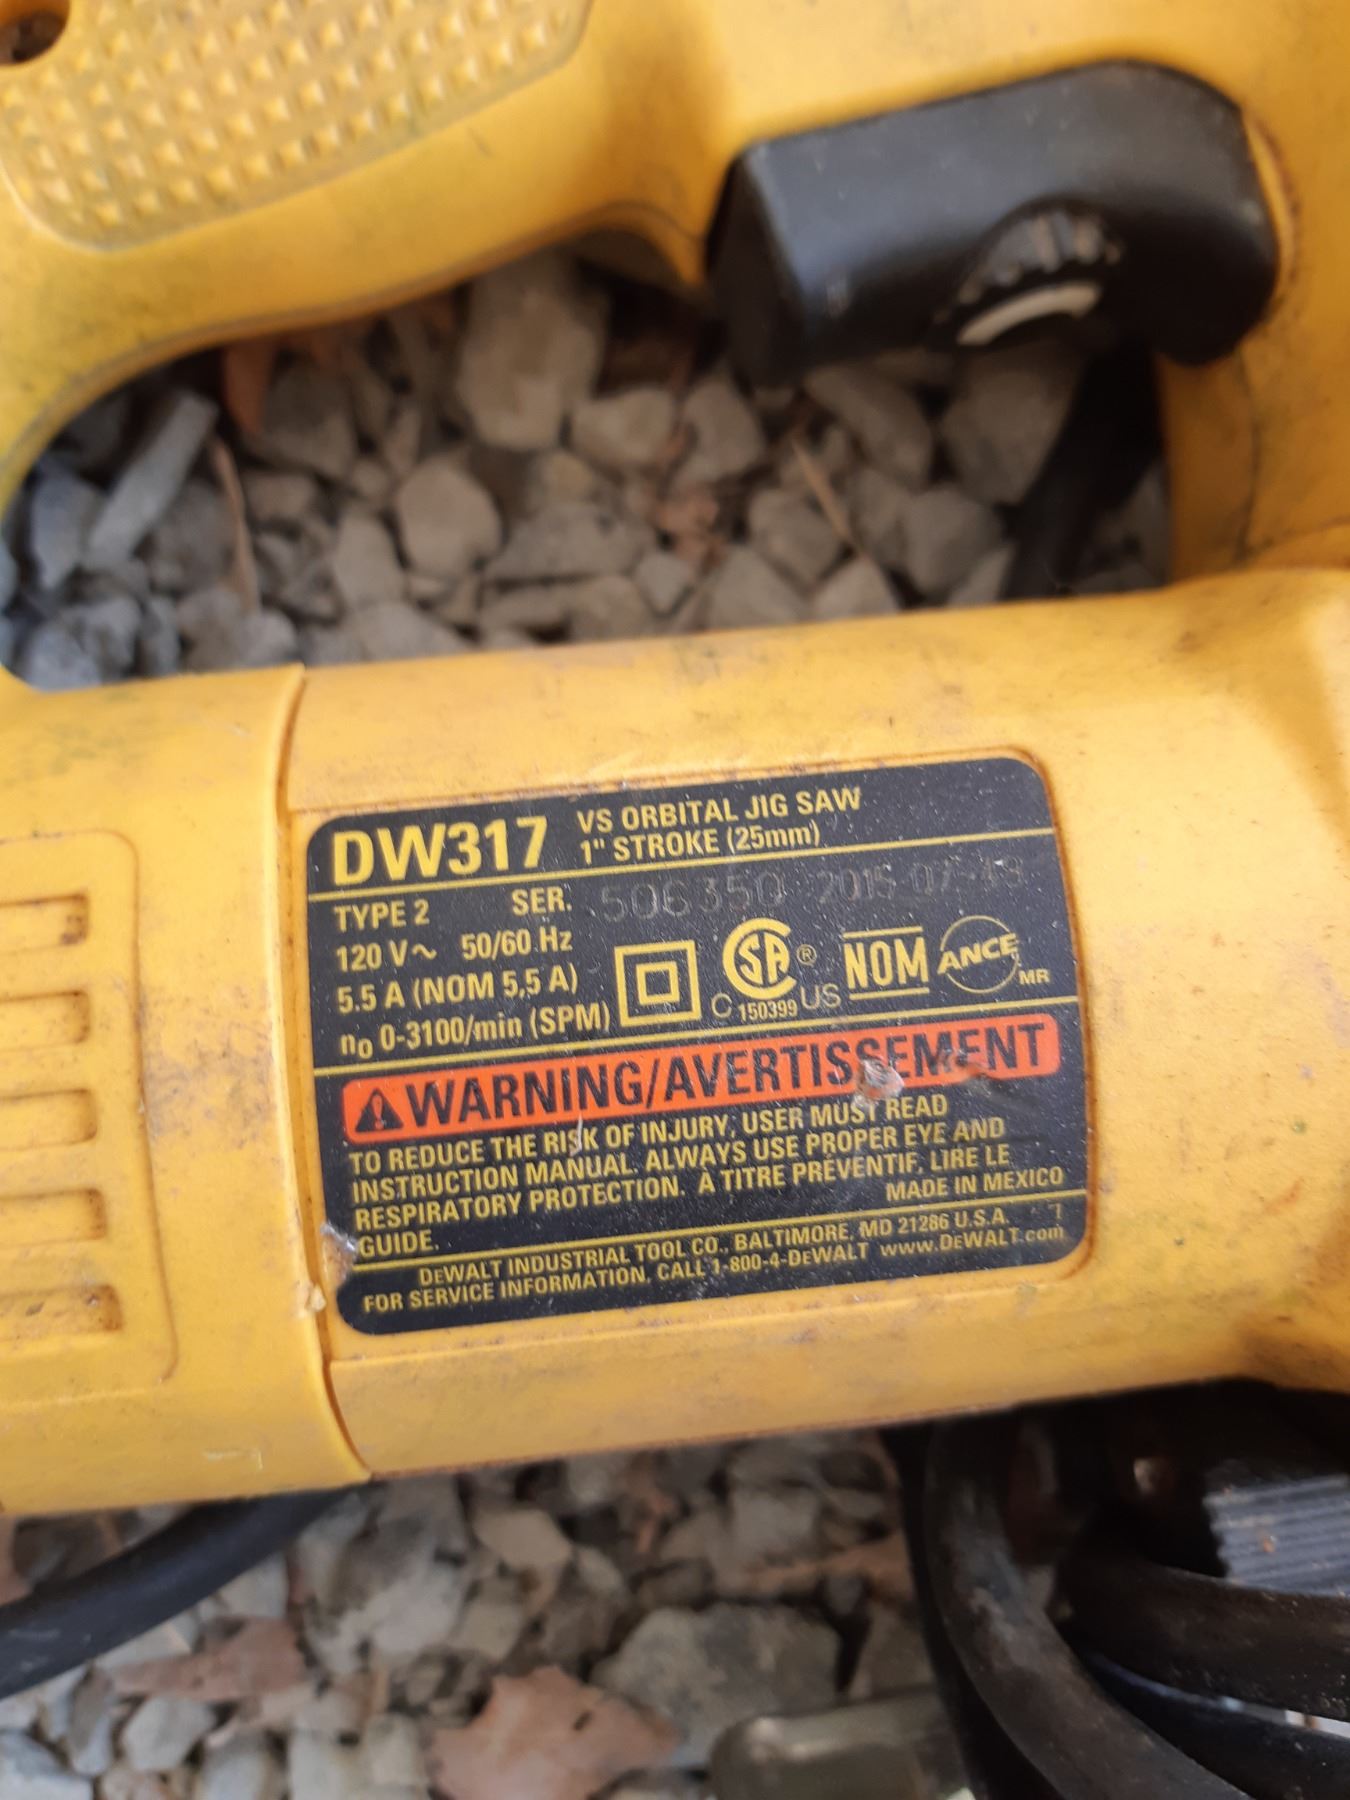 DW317 VS ORBITAL JIG SAW
1" STROKE (25mm)
TYPE 2 SER. 506350
120 V~ 50/60 Hz
5.5 A (NOM 5,5 A)
n₀ 0-3100/min (SPM)
CSA ®
C 150399 US
NOM
ANCE
MR
WARNING/AVERTISSEMENT
TO REDUCE THE RISK OF INJURY, USER MUST READ
INSTRUCTION MANUAL. ALWAYS USE PROPER EYE AND
RESPIRATORY PROTECTION. A TITRE PRÉVENTIF, LIRE LE
GUIDE.
MADE IN MEXICO
DEWALT INDUSTRIAL TOOL CO., BALTIMORE, MD 21286 U.S.A.
FOR SERVICE INFORMATION, CALL 1-800-4-DEWALT www.DEWALT.com